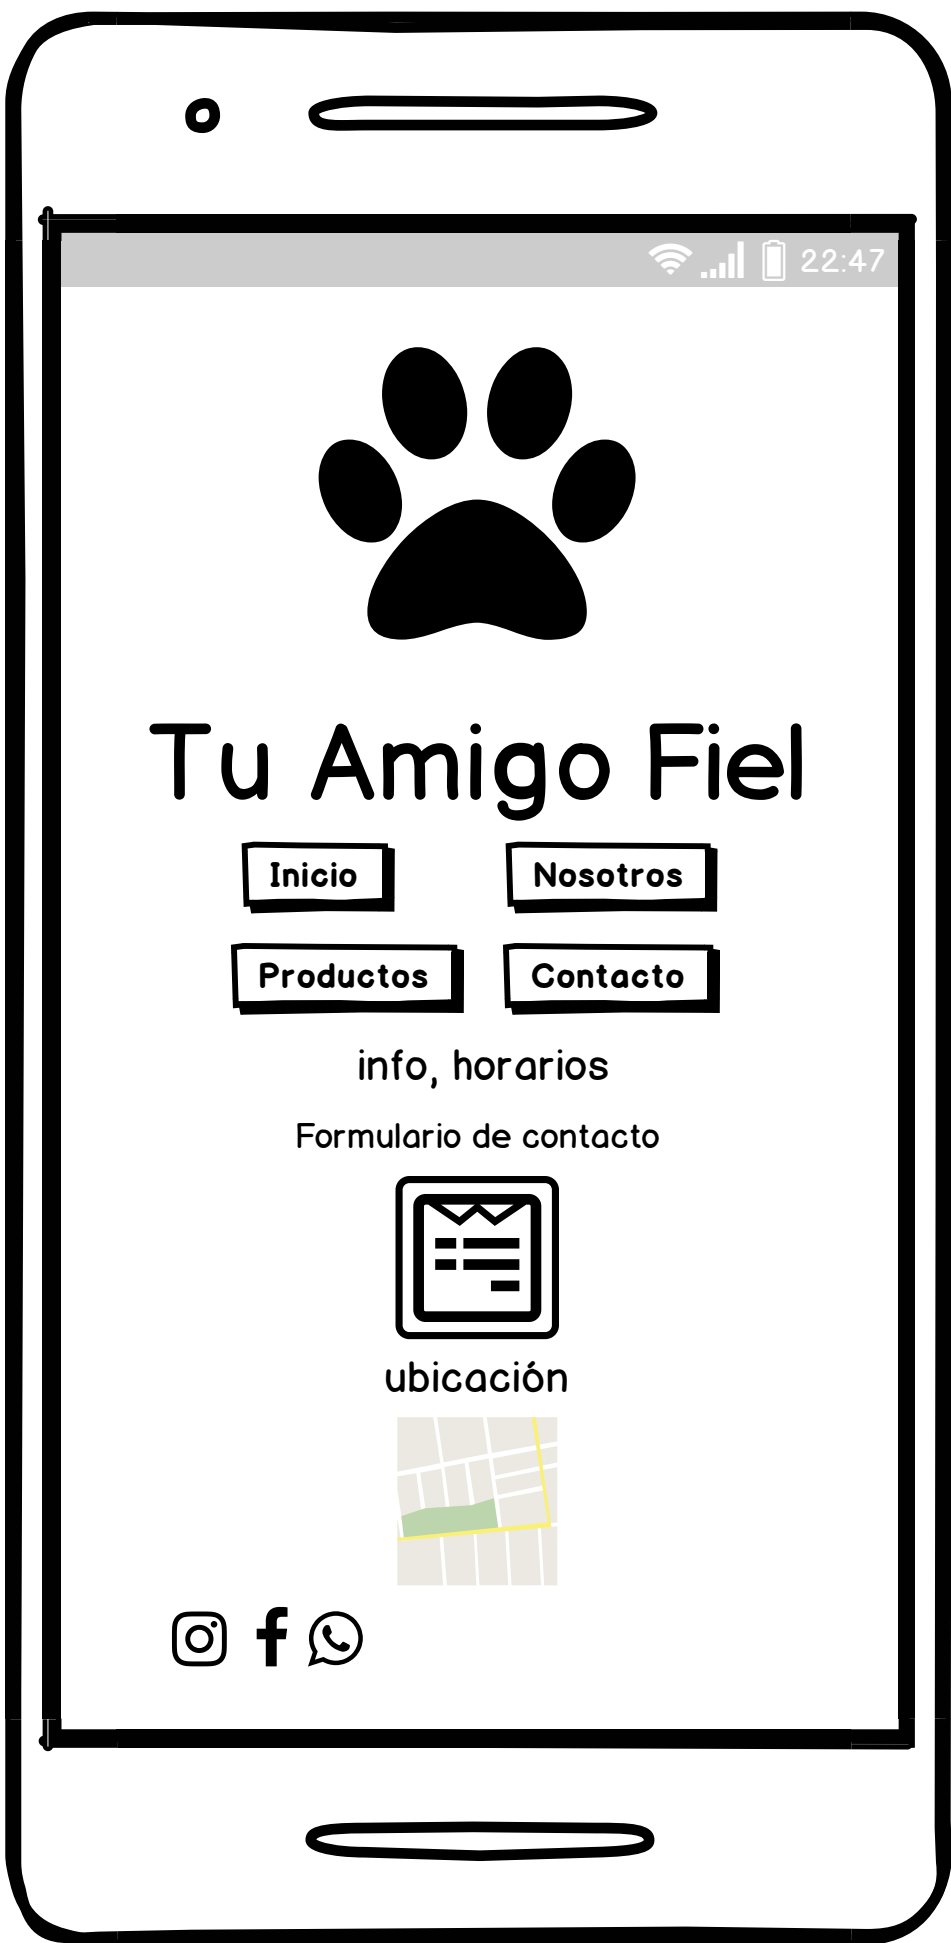 22:47
Tu Amigo Fiel
Inicio Nosotros
Productos Contacto
info, horarios
Formulario de contacto
ubicación